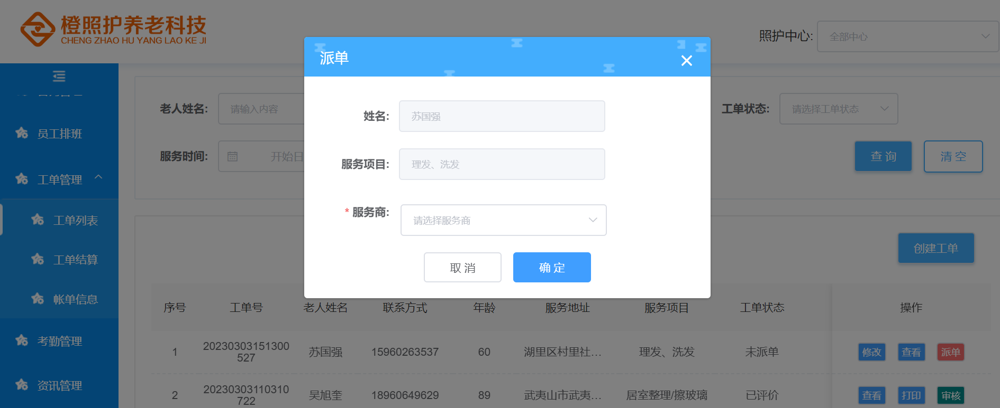 橙照护养老科技
CHENG ZHAO HU YANG LAO KE JI
照护中心: 全部中心
派单
姓名: 苏国强
服务项目: 理发、洗发
* 服务商: 请选择服务商
取 消 确 定
员工排班
工单管理
工单列表
工单结算
帐单信息
考勤管理
资讯管理
老人姓名: 请输入内容
工单状态: 请选择工单状态
服务时间: 开始日
查 询 清 空
创建工单
序号 工单号 老人姓名 联系方式 年龄 服务地址 服务项目 工单状态 操作
1 20230303151300527 苏国强 15960263537 60 湖里区村里社... 理发、洗发 未派单 修改 查看 派单
2 20230303110310722 吴旭奎 18960649629 89 武夷山市武夷... 居室整理/擦玻璃 已评价 查看 打印 审核